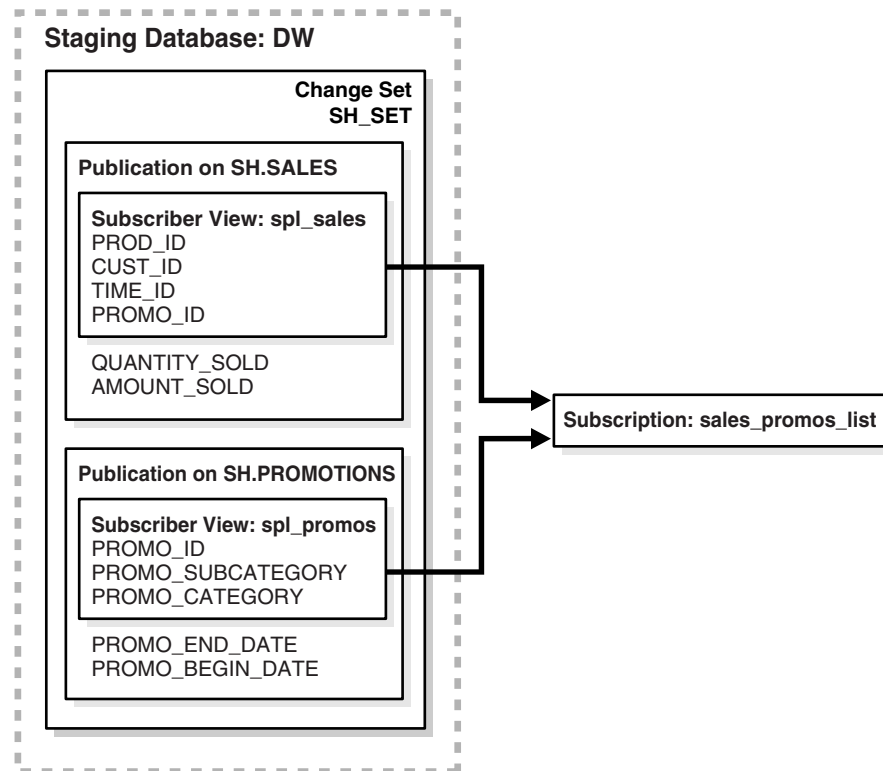 Staging Database: DW
Change Set
SH_SET
Publication on SH.SALES
Subscriber View: spl_sales
PROD_ID
CUST_ID
TIME_ID
PROMO_ID
QUANTITY_SOLD
AMOUNT_SOLD
Subscription: sales_promos_list
Publication on SH.PROMOTIONS
Subscriber View: spl_promos
PROMO_ID
PROMO_SUBCATEGORY
PROMO_CATEGORY
PROMO_END_DATE
PROMO_BEGIN_DATE